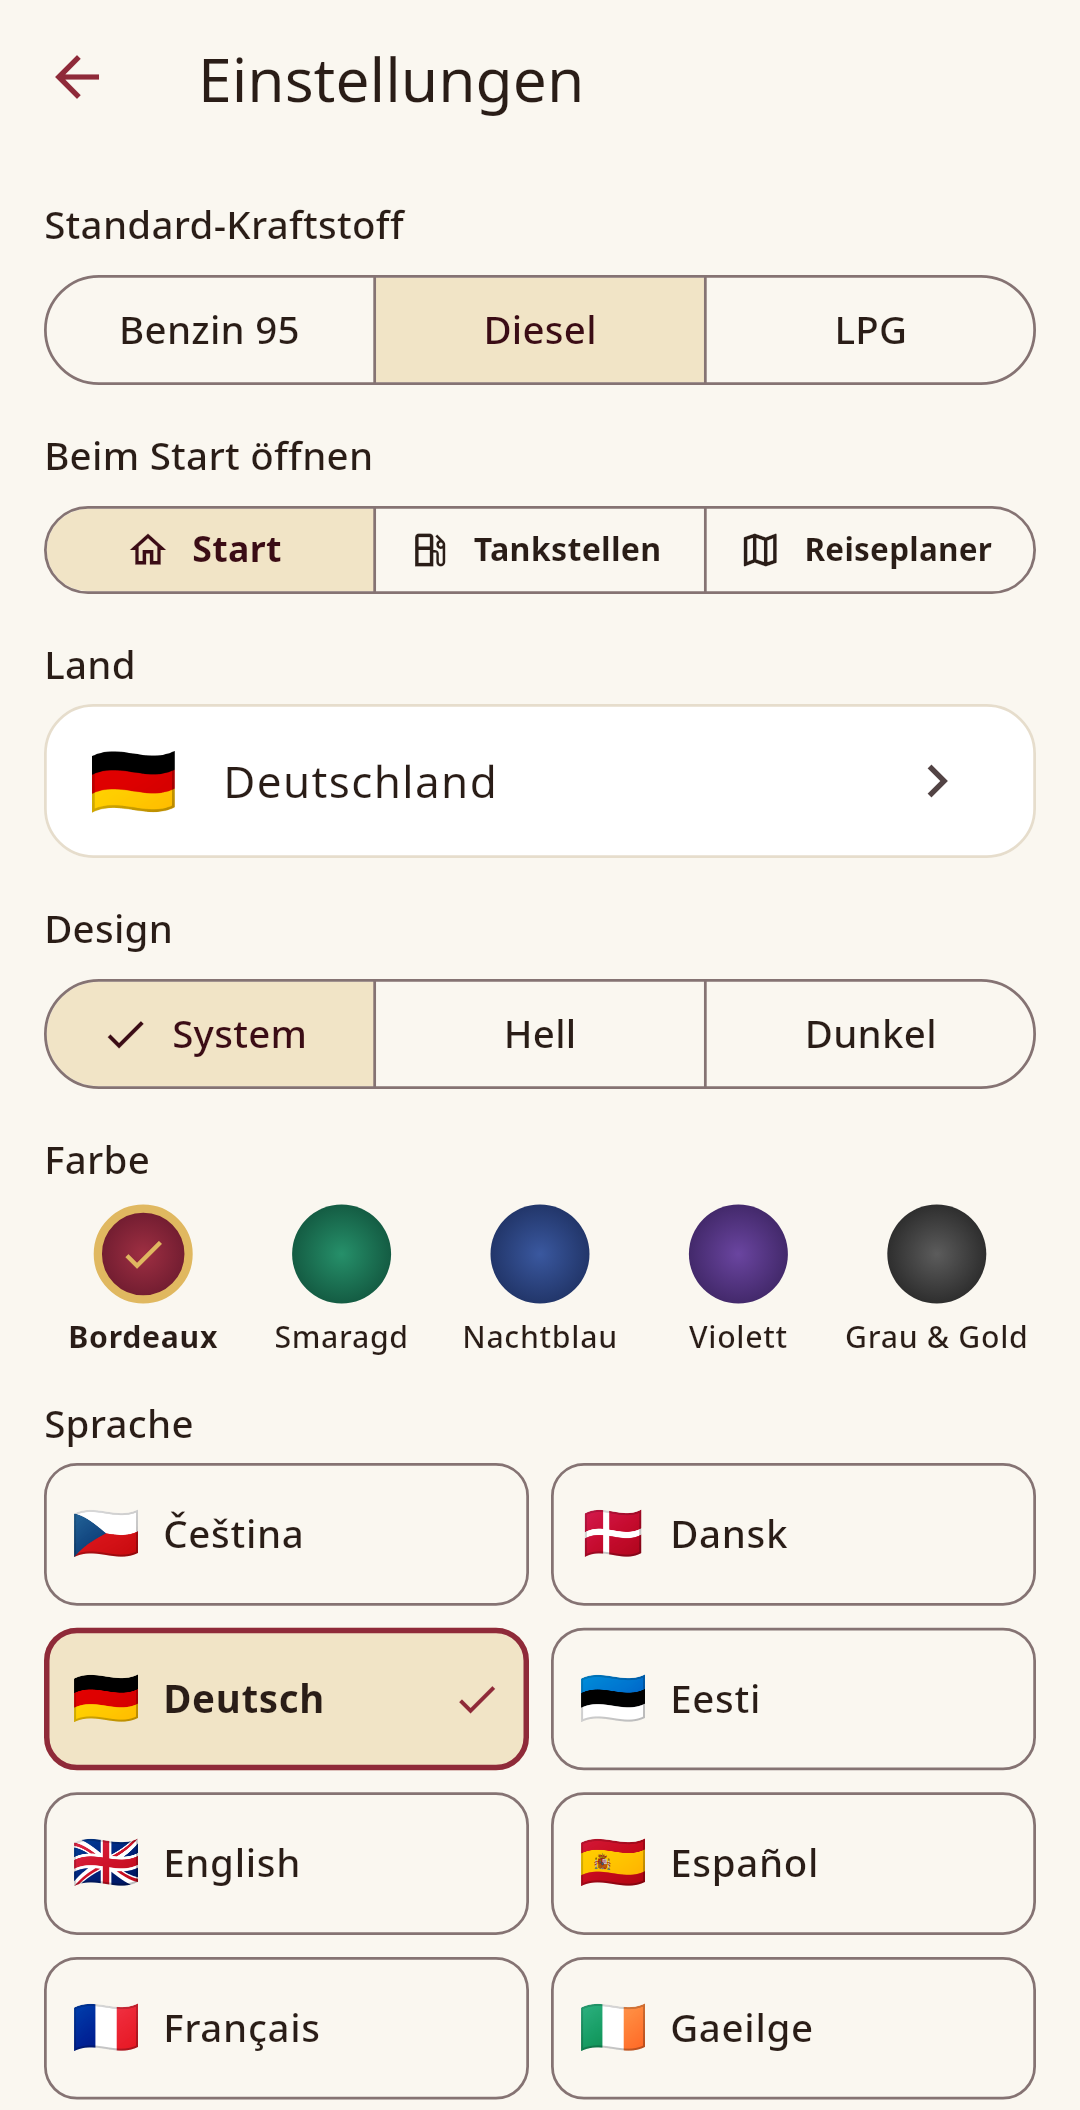 Einstellungen
Standard-Kraftstoff
Benzin 95 Diesel LPG
Beim Start öffnen
Start Tankstellen Reiseplaner
Land
Deutschland
Design
System Hell Dunkel
Farbe
Bordeaux Smaragd Nachtblau Violett Grau & Gold
Sprache
Čeština Dansk
Deutsch Eesti
English Español
Français Gaeilge